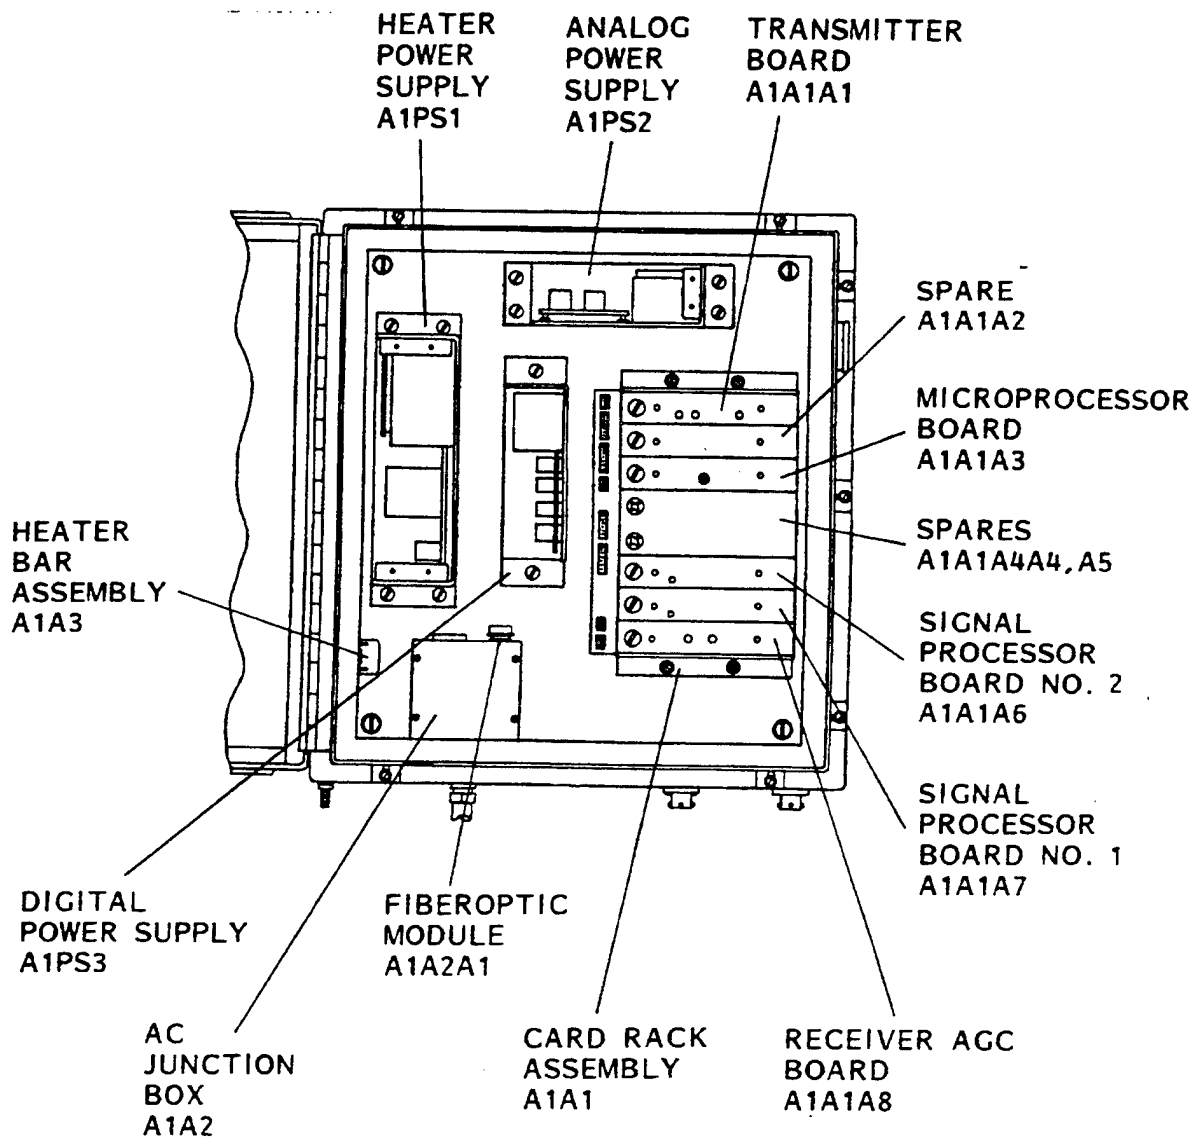 HEATER
POWER
SUPPLY
A1PS1
ANALOG
POWER
SUPPLY
A1PS2
TRANSMITTER
BOARD
A1A1A1
SPARE
A1A1A2
MICROPROCESSOR
BOARD
A1A1A3
SPARES
A1A1A4A4, A5
SIGNAL
PROCESSOR
BOARD NO. 2
A1A1A6
SIGNAL
PROCESSOR
BOARD NO. 1
A1A1A7
HEATER
BAR
ASSEMBLY
A1A3
DIGITAL
POWER SUPPLY
A1PS3
FIBEROPTIC
MODULE
A1A2A1
AC
JUNCTION
BOX
A1A2
CARD RACK
ASSEMBLY
A1A1
RECEIVER AGC
BOARD
A1A1A8